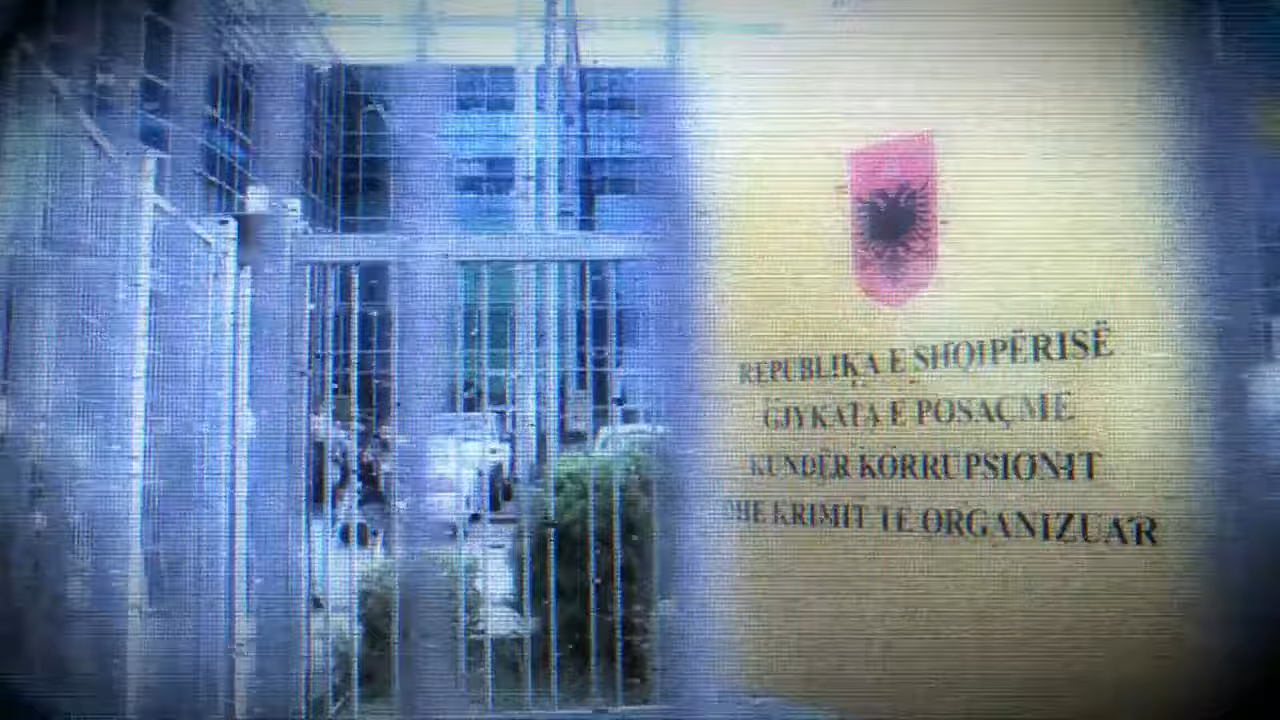 REPUBLIKA E SHQIPËRISË
GJYKATA E POSAÇME
KUNDËR KORRUPSIONIT
DHE KRIMIT TË ORGANIZUAR